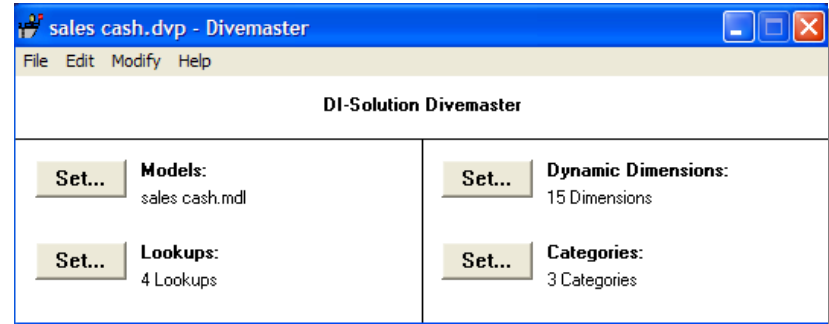 sales cash.dvp - Divemaster
File Edit Modify Help
DI-Solution Divemaster
Set... Models:
sales cash.mdl
Set... Lookups:
4 Lookups
Set... Dynamic Dimensions:
15 Dimensions
Set... Categories:
3 Categories